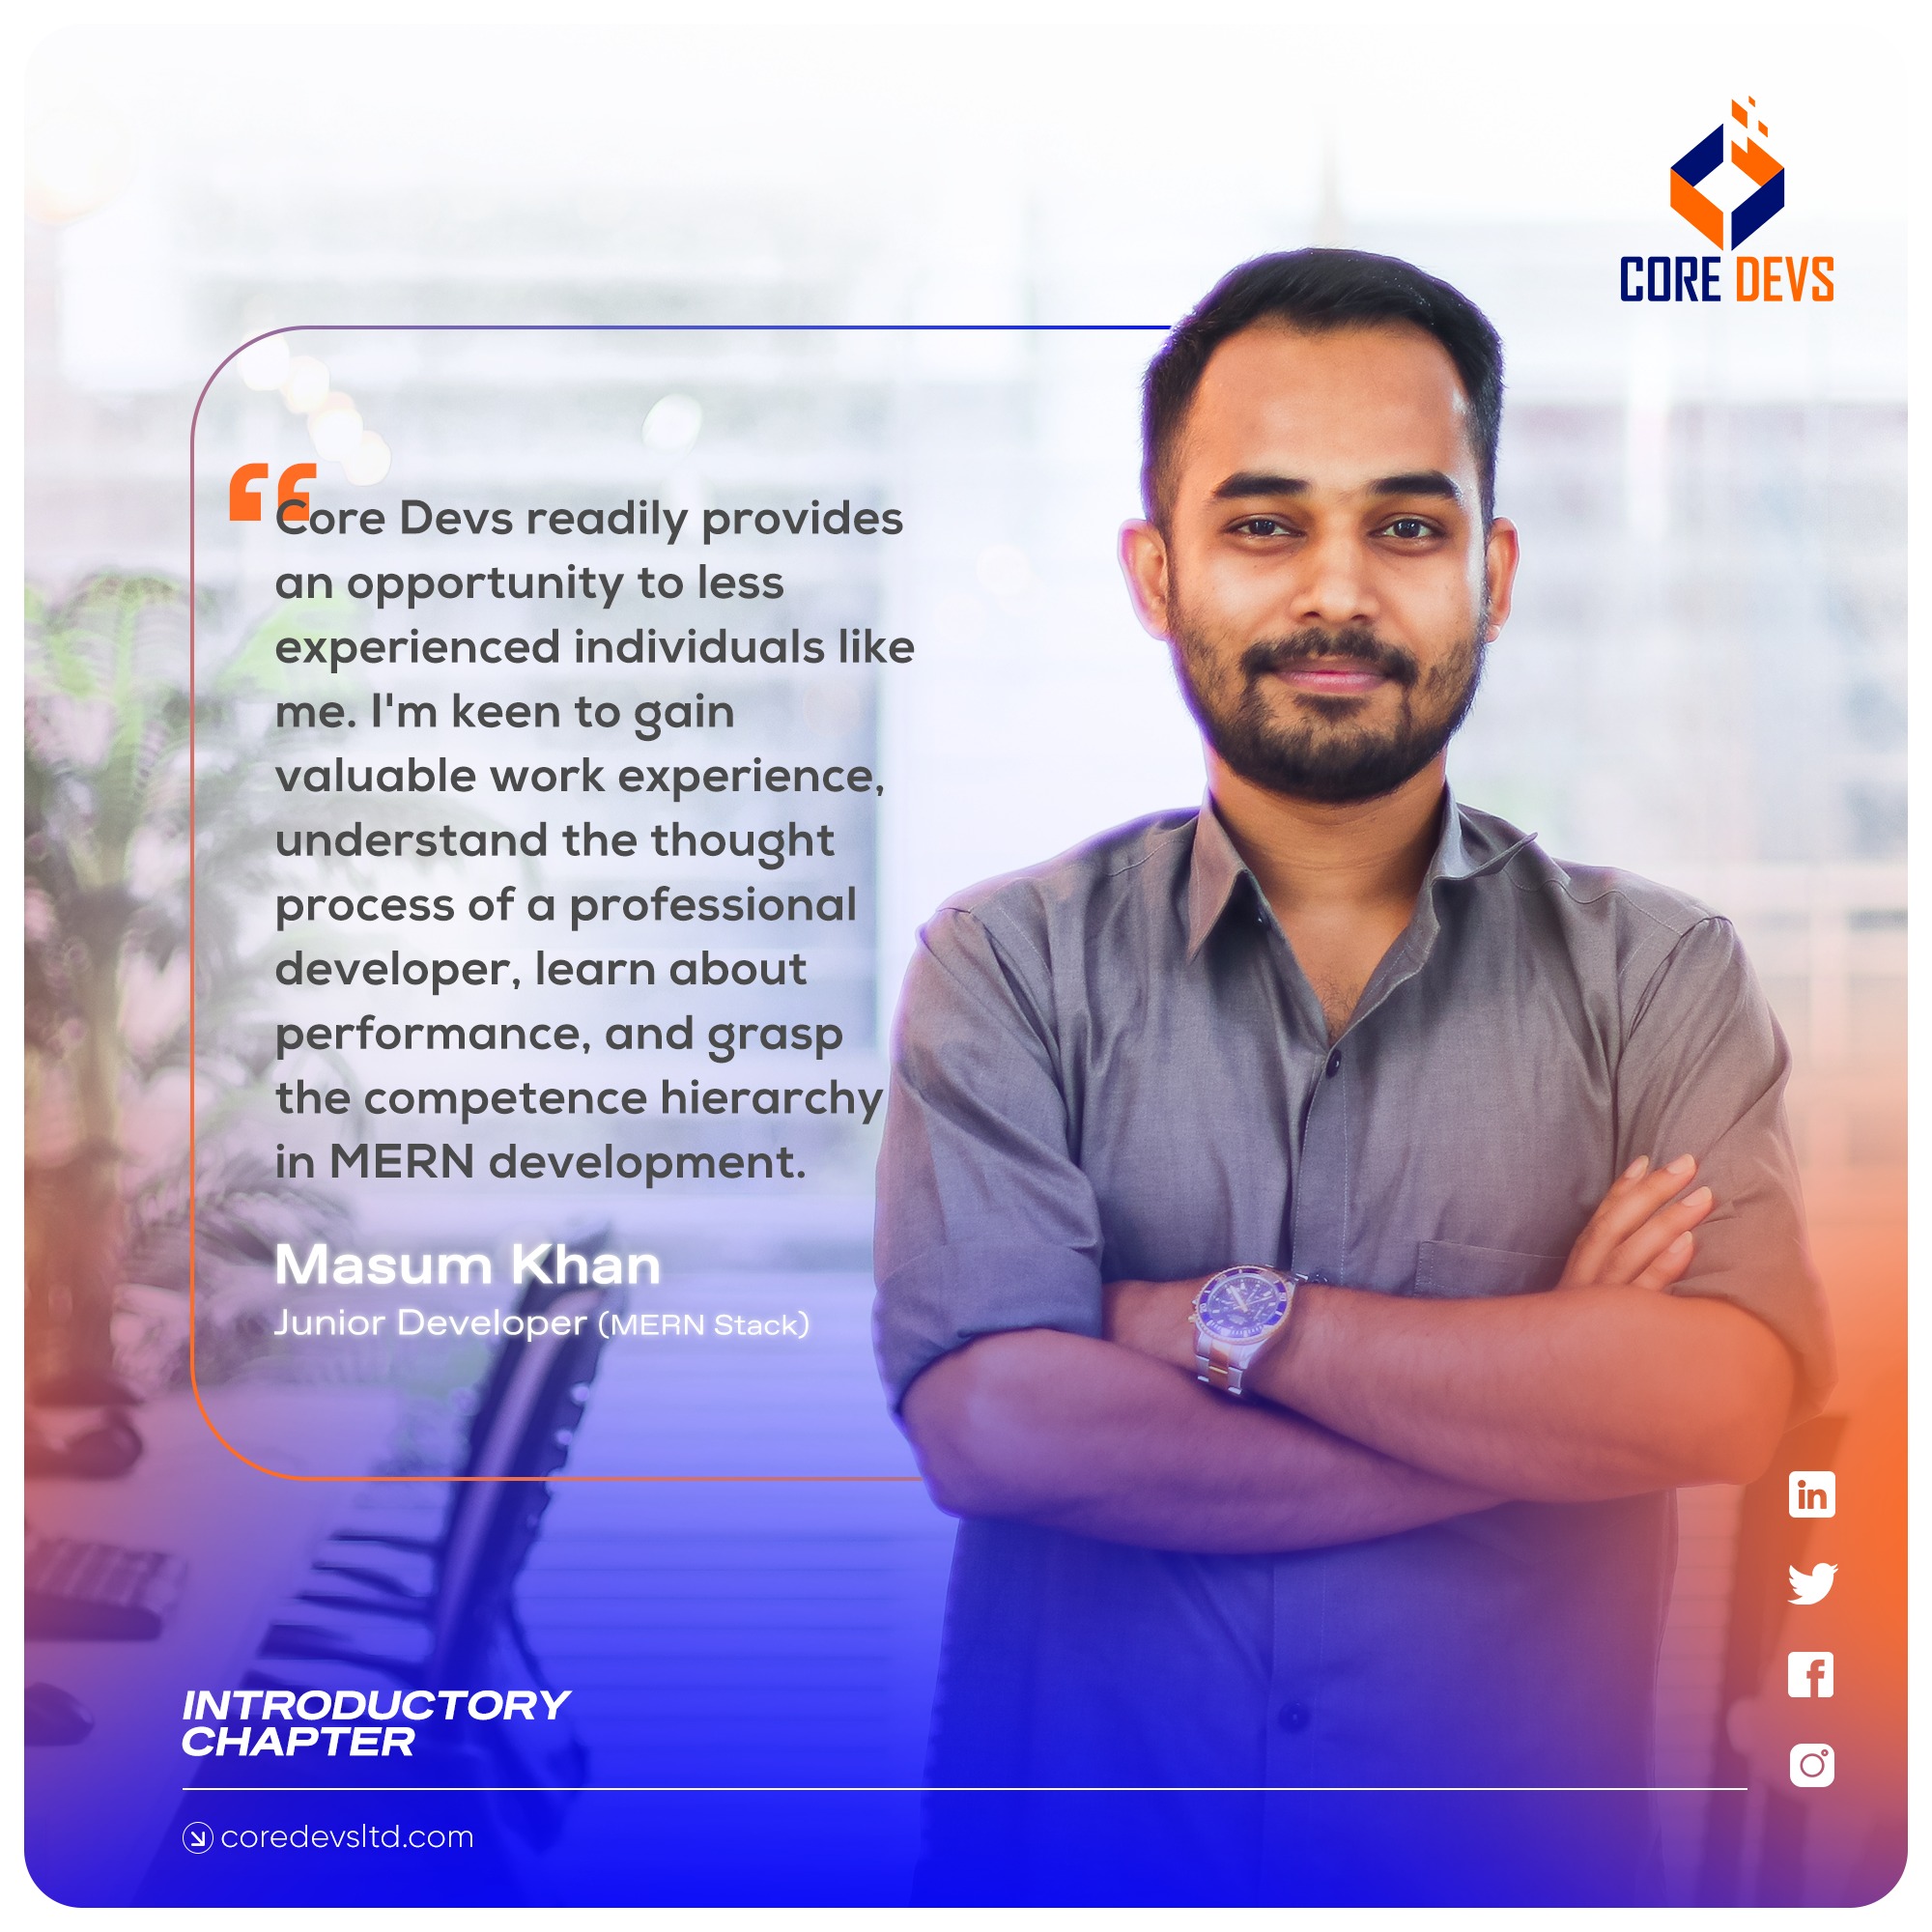 CORE DEVS
“Core Devs readily provides
an opportunity to less
experienced individuals like
me. I'm keen to gain
valuable work experience,
understand the thought
process of a professional
developer, learn about
performance, and grasp
the competence hierarchy
in MERN development.
Masum Khan
Junior Developer (MERN Stack)
INTRODUCTORY
CHAPTER
coredevsltd.com
in
f